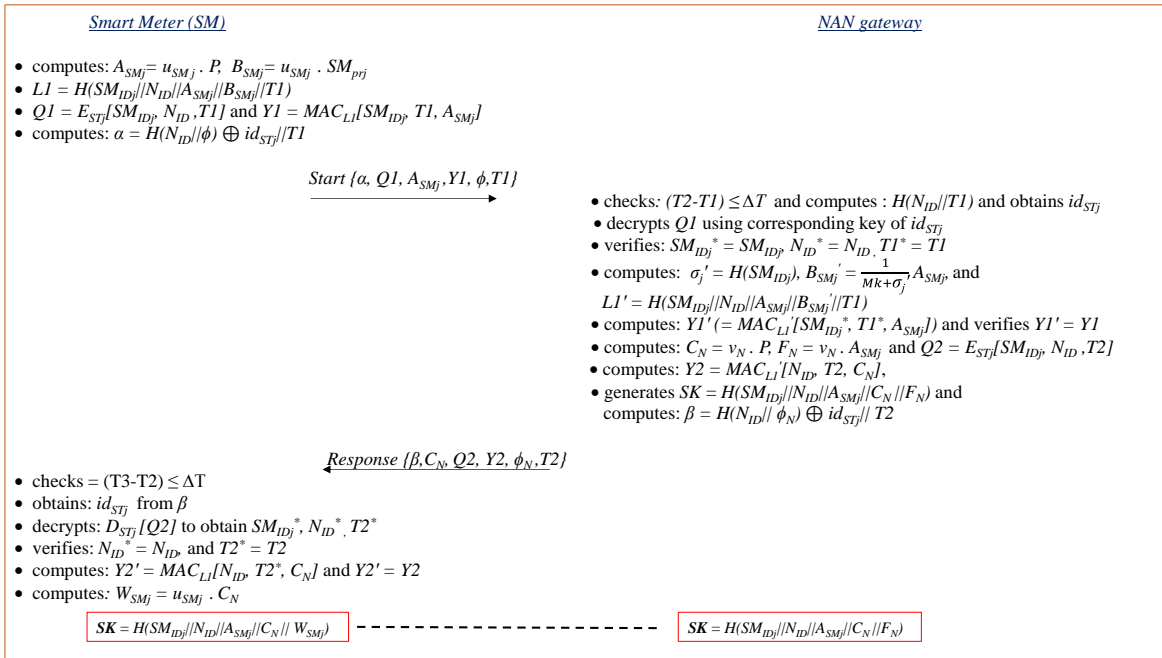 Smart Meter (SM)
NAN gateway
• computes: A_SMj = u_SMj . P, B_SMj = u_SMj . SM_prj
• L1 = H(SM_IDj//N_ID//A_SMj//B_SMj//T1)
• Q1 = E_STj[SM_IDj, N_ID ,T1] and Y1 = MAC_L1[SM_IDj, T1, A_SMj]
• computes: α = H(N_ID//ϕ) ⊕ id_STj//T1
Start {α, Q1, A_SMj ,Y1, ϕ,T1}
• checks: (T2-T1) ≤ ΔT and computes : H(N_ID//T1) and obtains id_STj
• decrypts Q1 using corresponding key of id_STj
• verifies: SM_IDj* = SM_IDj, N_ID* = N_ID, T1* = T1
• computes: σ_j' = H(SM_IDj), B_SMj' = 1/(Mk+σ_j') A_SMj, and
L1' = H(SM_IDj//N_ID//A_SMj//B_SMj'//T1)
• computes: Y1' (= MAC_L1'[SM_IDj*, T1*, A_SMj]) and verifies Y1' = Y1
• computes: C_N = v_N . P, F_N = v_N . A_SMj and Q2 = E_STj[SM_IDj, N_ID ,T2]
• computes: Y2 = MAC_L1'[N_ID, T2, C_N],
• generates SK = H(SM_IDj//N_ID//A_SMj//C_N//F_N) and
computes: β = H(N_ID// ϕ_N) ⊕ id_STj// T2
Response {β,C_N, Q2, Y2, ϕ_N ,T2}
• checks = (T3-T2) ≤ ΔT
• obtains: id_STj from β
• decrypts: D_STj [Q2] to obtain SM_IDj*, N_ID*, T2*
• verifies: N_ID* = N_ID, and T2* = T2
• computes: Y2' = MAC_L1[N_ID, T2*, C_N] and Y2' = Y2
• computes: W_SMj = u_SMj . C_N
SK = H(SM_IDj//N_ID//A_SMj//C_N// W_SMj)
SK = H(SM_IDj//N_ID//A_SMj//C_N//F_N)